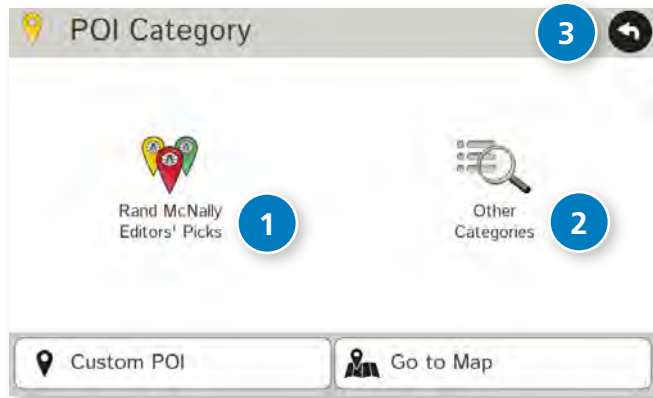 POI Category
3
Rand McNally
Editors' Picks
1
Other
Categories
2
Custom POI
Go to Map